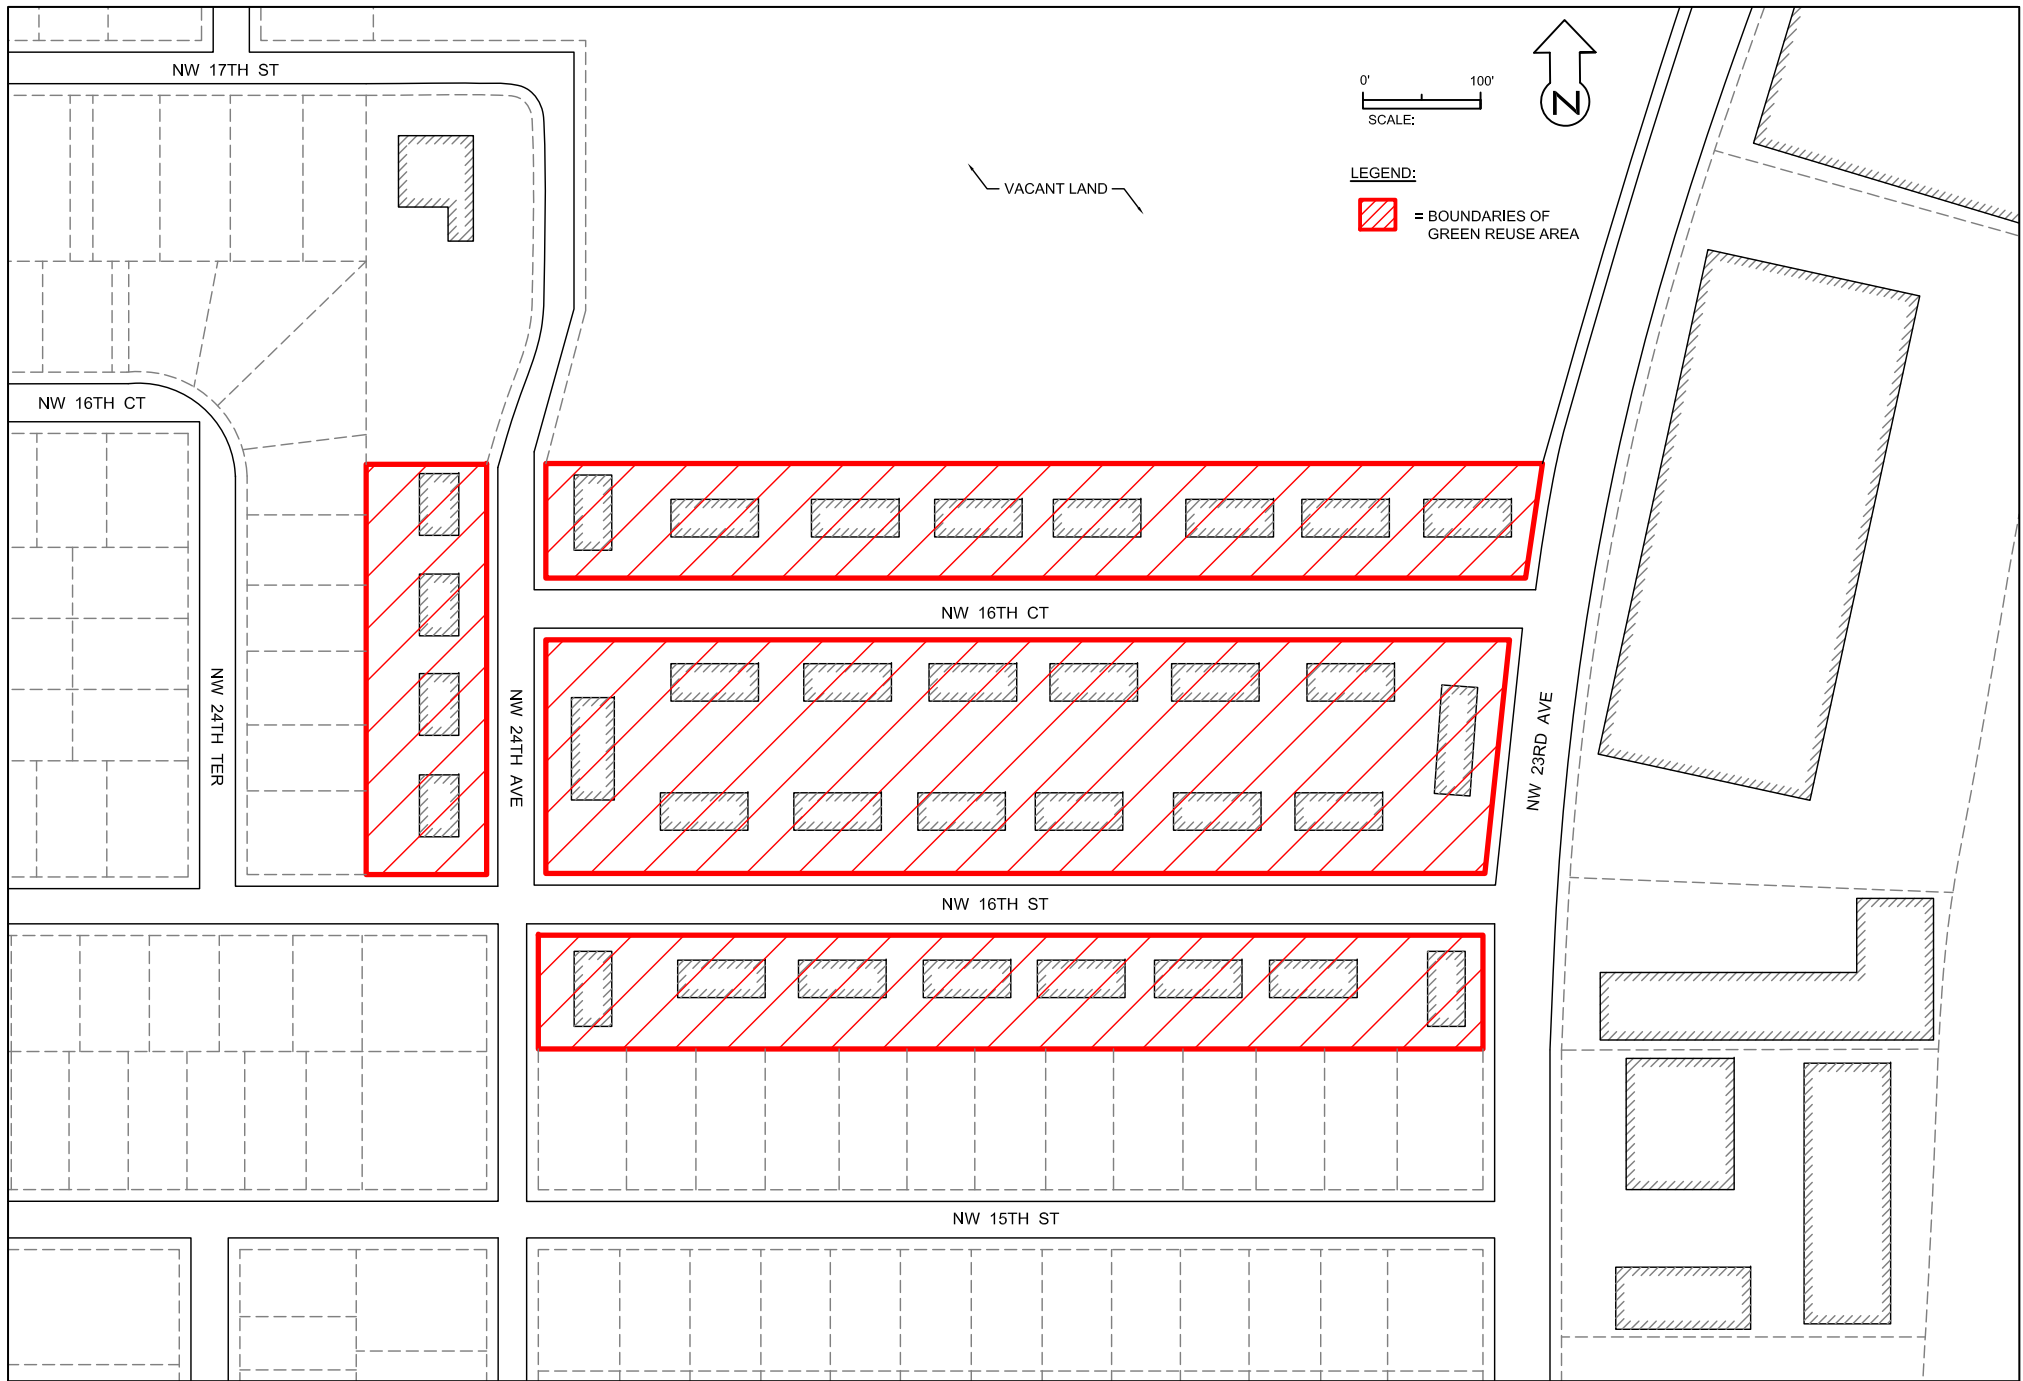 NW 17TH ST
0' 100'
SCALE:
N
VACANT LAND
LEGEND:
= BOUNDARIES OF
GREEN REUSE AREA
NW 16TH CT
NW 16TH CT
NW 24TH TER
NW 24TH AVE
NW 23RD AVE
NW 16TH ST
NW 15TH ST